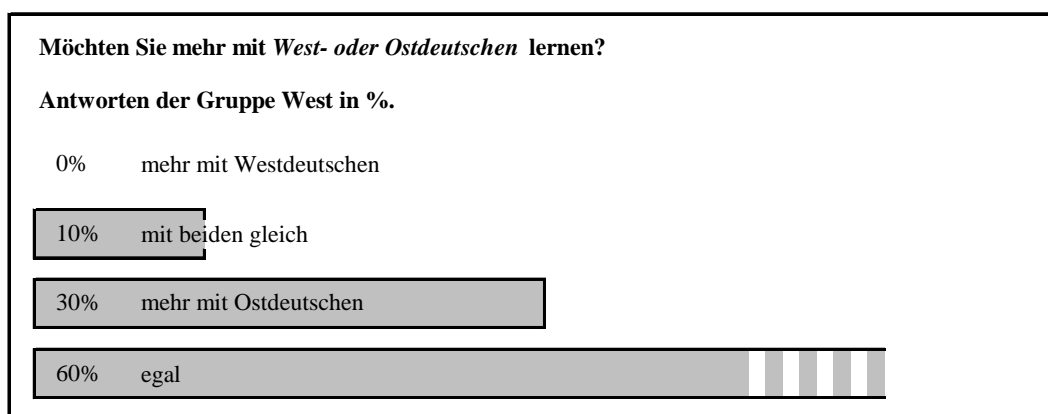 Möchten Sie mehr mit West- oder Ostdeutschen lernen?
Antworten der Gruppe West in %.
0% mehr mit Westdeutschen
10% mit beiden gleich
30% mehr mit Ostdeutschen
60% egal